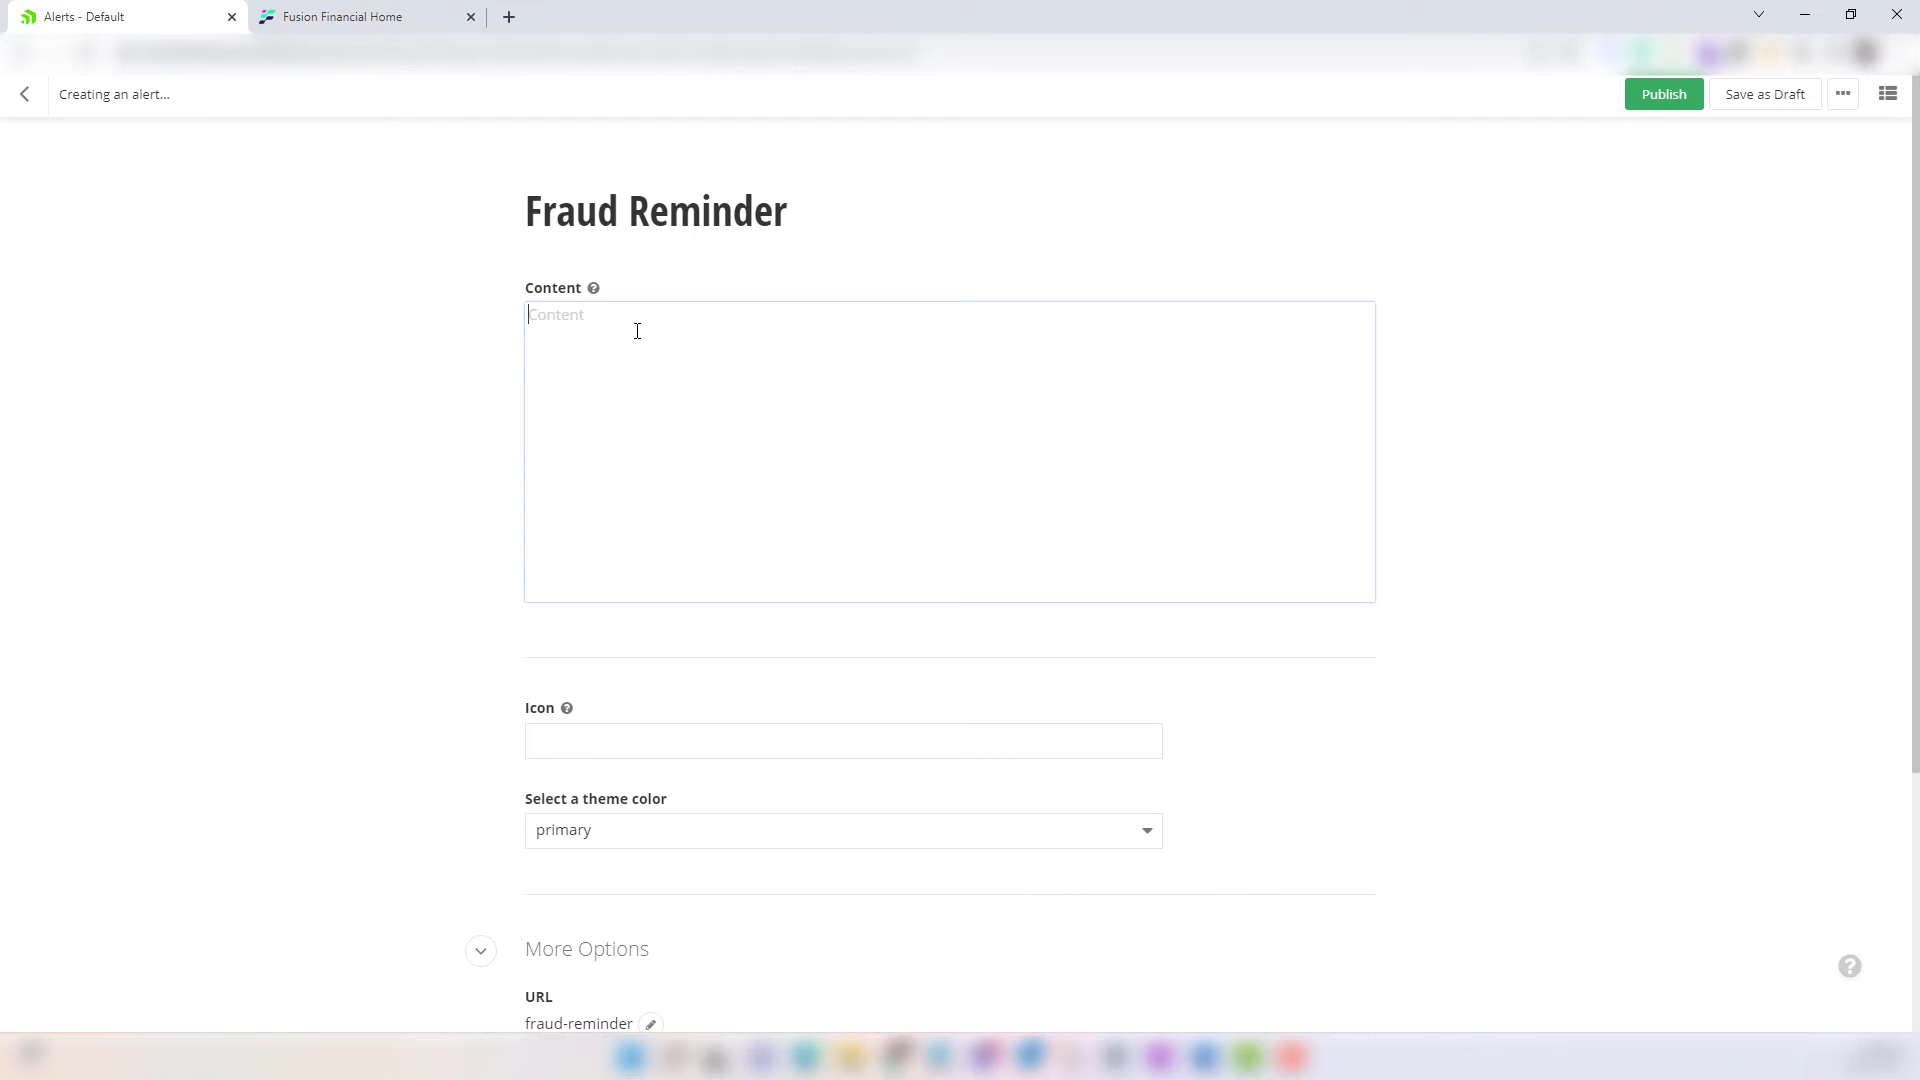 Alerts - Default
Fusion Financial Home
Creating an alert...
Publish
Save as Draft
Fraud Reminder
Content
Content
Icon
Select a theme color
primary
More Options
URL
fraud-reminder